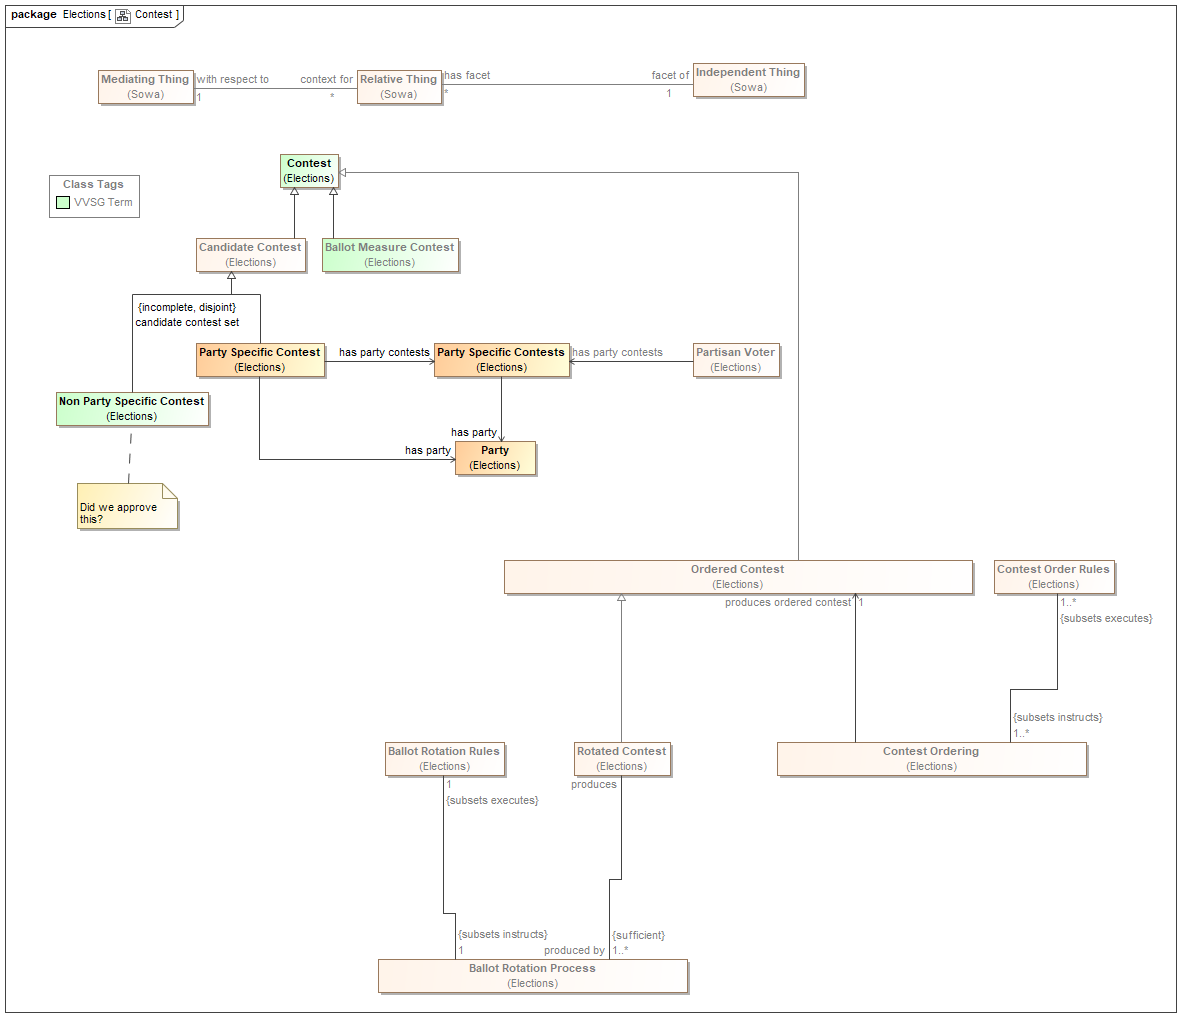 package Elections [ Contest ]
Mediating Thing
(Sowa)
with respect to
1
context for
*
Relative Thing
(Sowa)
has facet
*
facet of
1
Independent Thing
(Sowa)
Contest
(Elections)
Class Tags
VVSG Term
Candidate Contest
(Elections)
Ballot Measure Contest
(Elections)
{incomplete, disjoint}
candidate contest set
Party Specific Contest
(Elections)
has party contests
Party Specific Contests
(Elections)
has party contests
Partisan Voter
(Elections)
Non Party Specific Contest
(Elections)
has party
has party
Party
(Elections)
Did we approve
this?
Ordered Contest
(Elections)
produces ordered contest
1
Contest Order Rules
(Elections)
1..*
{subsets executes}
{subsets instructs}
1..*
Contest Ordering
(Elections)
Ballot Rotation Rules
(Elections)
1
{subsets executes}
Rotated Contest
(Elections)
produces
{subsets instructs}
1
produced by
{sufficient}
1..*
Ballot Rotation Process
(Elections)